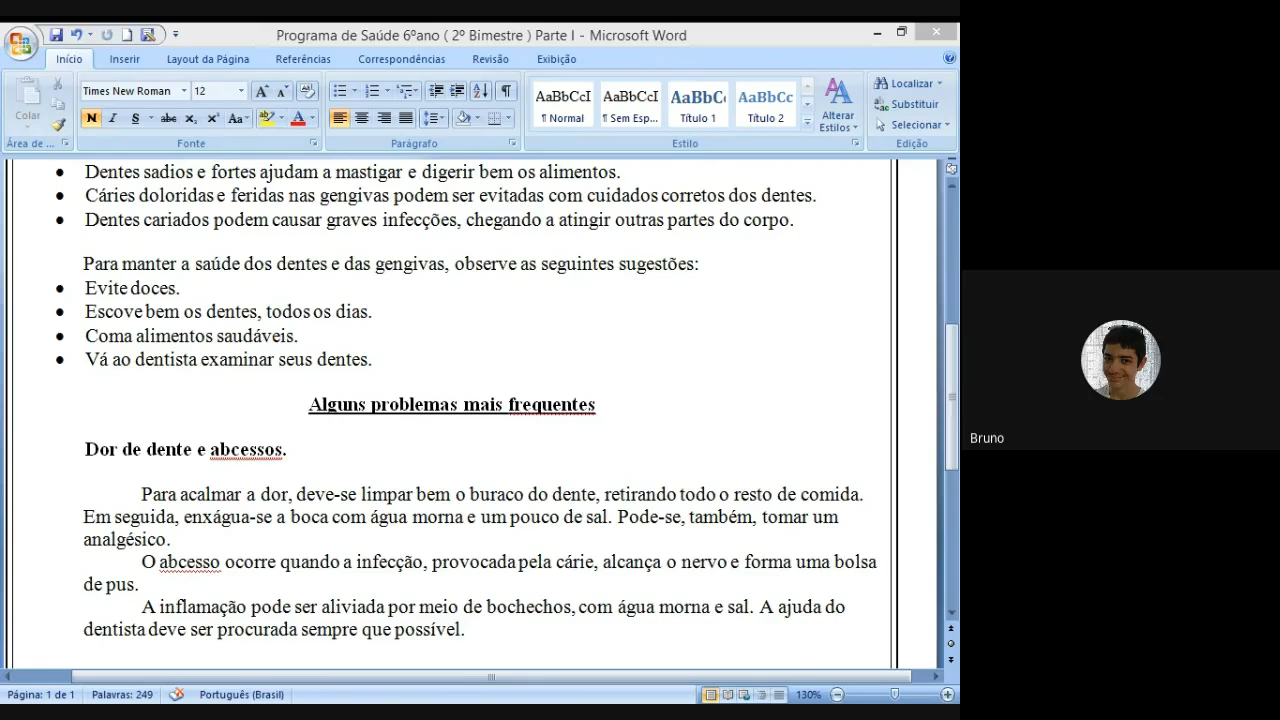 Programa de Saúde 6ºano ( 2º Bimestre ) Parte I - Microsoft Word
Início Inserir Layout da Página Referências Correspondências Revisão Exibição
Times New Roman 12
AaBbCcI AaBbCcI AaBbC AaBbCc
Localizar
Substituir
Selecionar
Colar
N I S abc x₂ x² Aa
¶ Normal ¶ Sem Esp... Título 1 Título 2
Alterar
Estilos
Área de ... Fonte Parágrafo Estilo Edição
• Dentes sadios e fortes ajudam a mastigar e digerir bem os alimentos.
• Cáries doloridas e feridas nas gengivas podem ser evitadas com cuidados corretos dos dentes.
• Dentes cariados podem causar graves infecções, chegando a atingir outras partes do corpo.
Para manter a saúde dos dentes e das gengivas, observe as seguintes sugestões:
• Evite doces.
• Escove bem os dentes, todos os dias.
• Coma alimentos saudáveis.
• Vá ao dentista examinar seus dentes.
Alguns problemas mais frequentes
Dor de dente e abcessos.
Para acalmar a dor, deve-se limpar bem o buraco do dente, retirando todo o resto de comida.
Em seguida, enxágua-se a boca com água morna e um pouco de sal. Pode-se, também, tomar um
analgésico.
O abcesso ocorre quando a infecção, provocada pela cárie, alcança o nervo e forma uma bolsa
de pus.
A inflamação pode ser aliviada por meio de bochechos, com água morna e sal. A ajuda do
dentista deve ser procurada sempre que possível.
Página: 1 de 1 Palavras: 249 Português (Brasil) 130%
Bruno